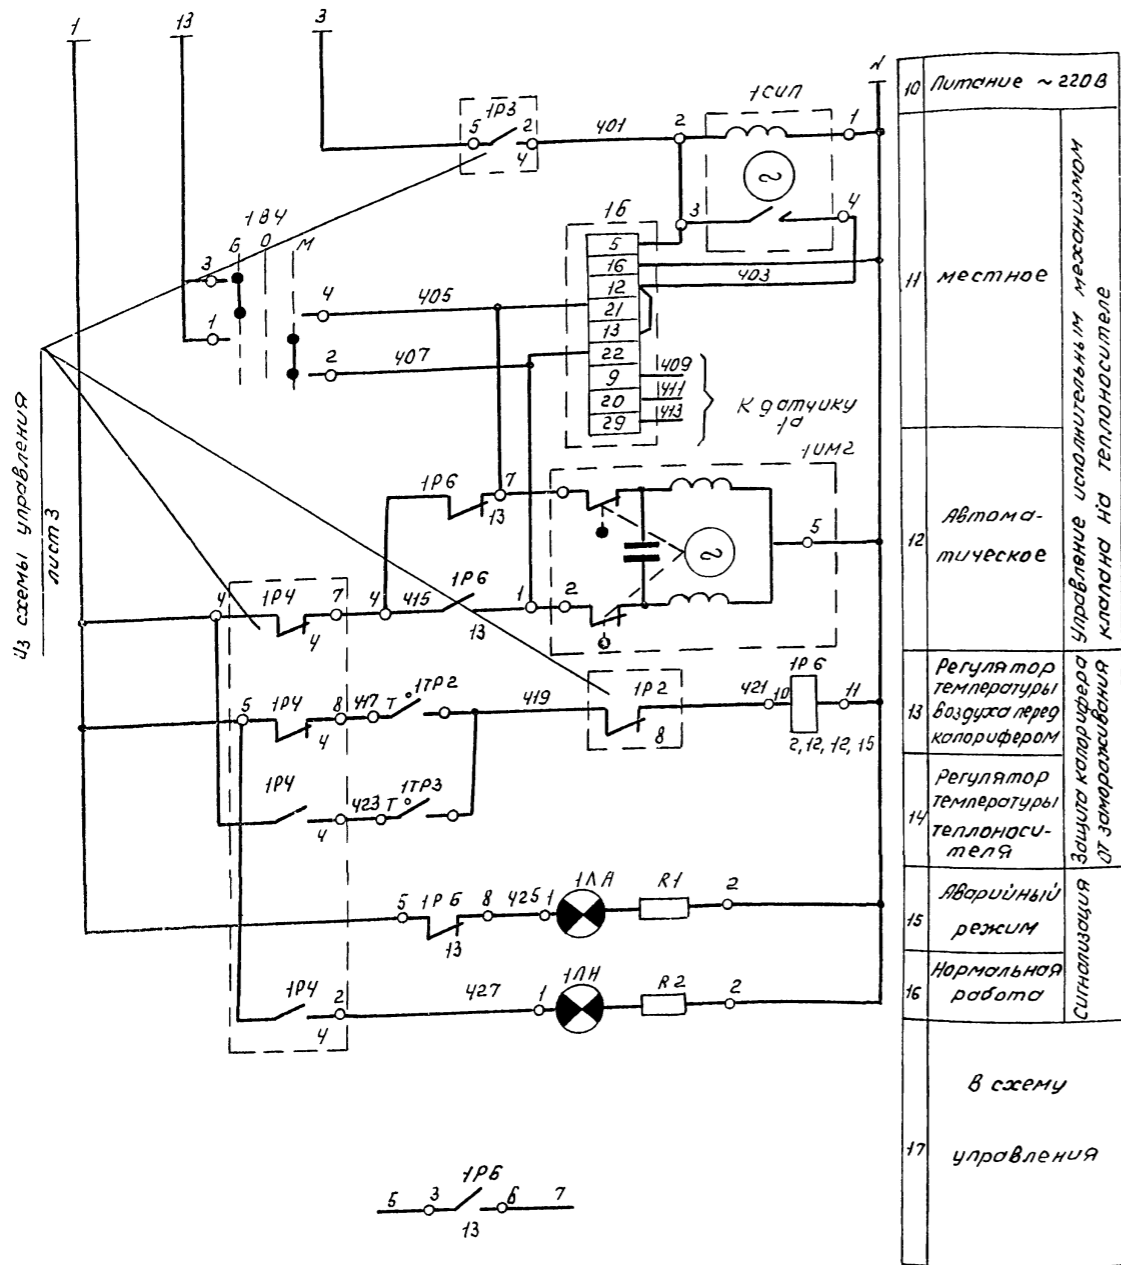 1
13
3
N
1СИП
1Р3
5
2
4
401
2
1
3
4
1Б
5
16
12
21
13
22
9
20
29
403
409
411
413
К датчику
1а
1В4
Б
О
М
3
1
4
405
2
407
Из схемы управления
лист 3
1Р6
7
13
1ИМ2
5
4
1Р4
7
4
4
415
1Р6
13
1
2
5
1Р4
8
4
417
Т°
1ТР2
419
1Р2
8
421
10
1Р6
11
2, 12, 12, 15
1Р4
4
423
Т°
1ТР3
5
1Р6
8
13
425
1
1ЛА
R1
2
1Р4
2
4
427
1
1ЛН
R2
2
5
3
1Р6
6
7
13
10
Питание ~220В
11
местное
12
Автома-
тическое
Управление исполнительным механизмом
клапана на теплоносителе
13
Регулятор
температуры
воздуха перед
калорифером
14
Регулятор
температуры
теплоноси-
теля
Защита калорифера
от замораживания
15
Аварийный
режим
16
Нормальная
работа
Сигнализация
17
В схему
управления